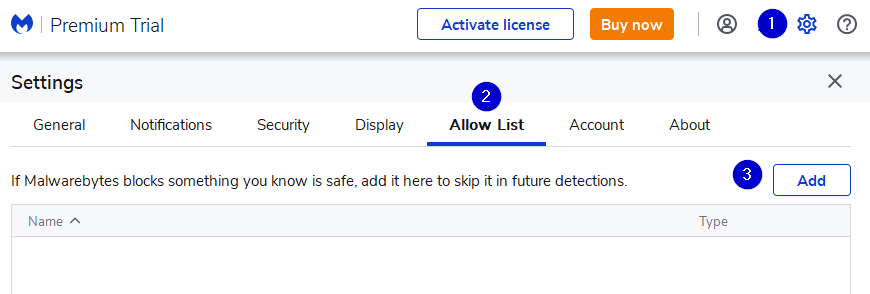 Premium Trial Activate license Buy now 1
Settings
2
General Notifications Security Display Allow List Account About
If Malwarebytes blocks something you know is safe, add it here to skip it in future detections. 3 Add
Name Type